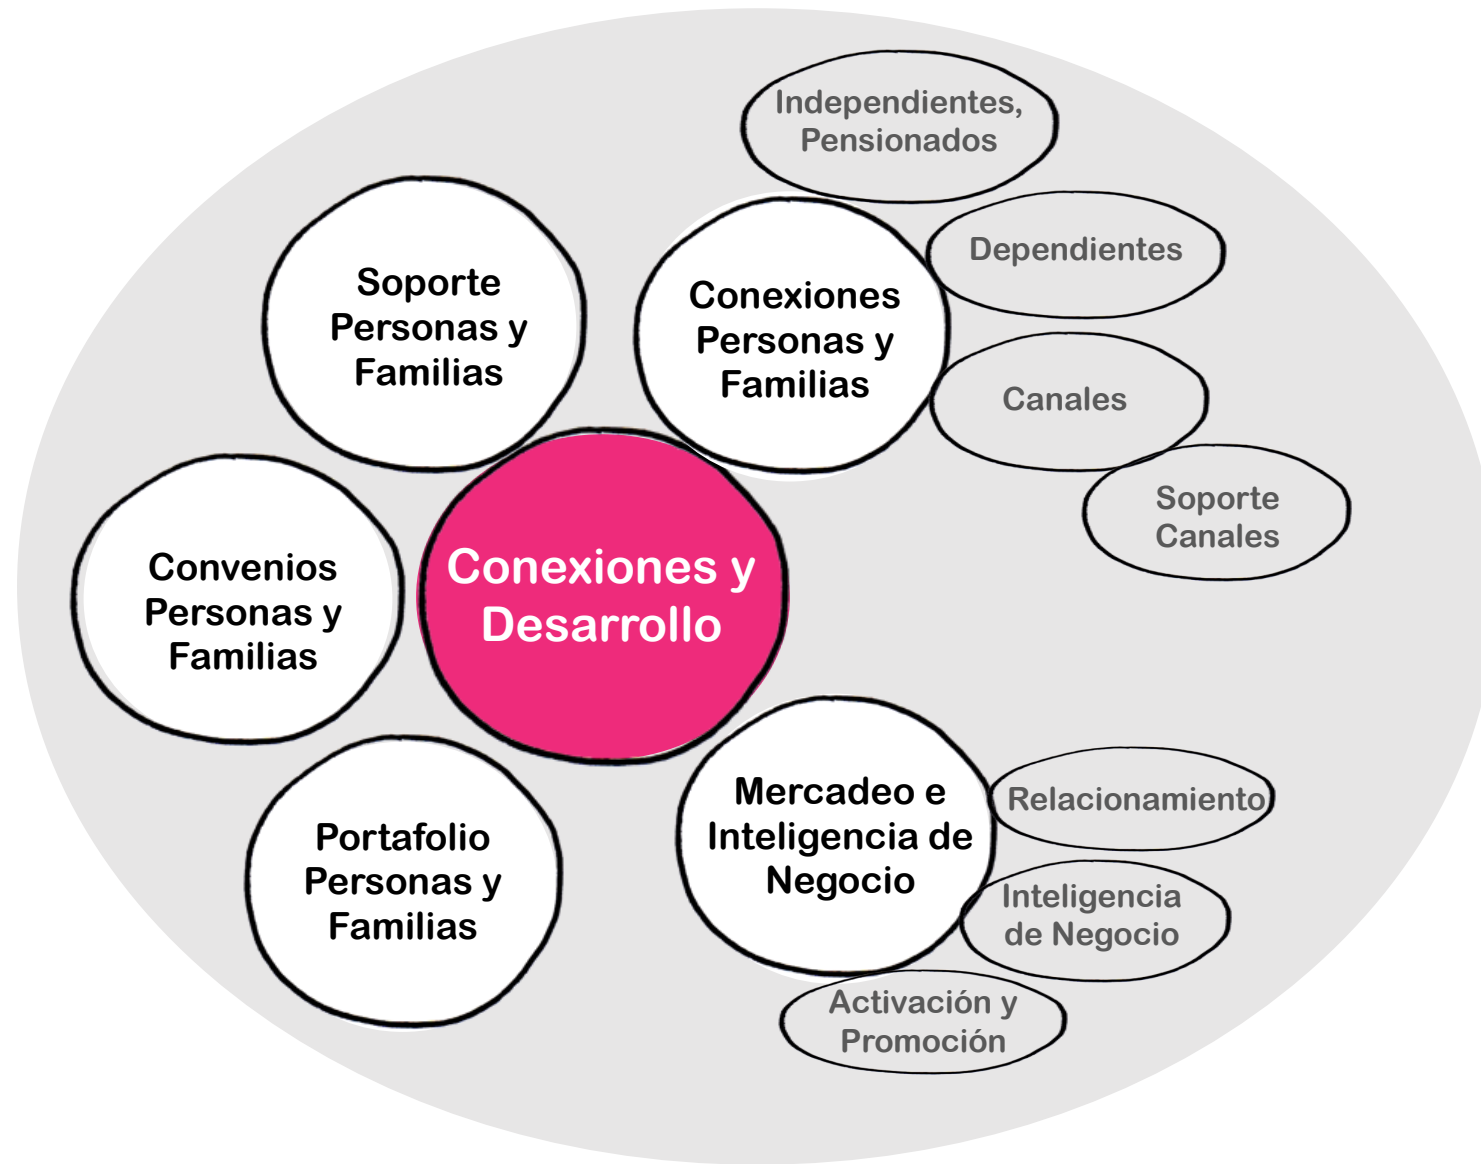 Independientes,
Pensionados
Dependientes
Soporte
Personas y
Familias
Conexiones
Personas y
Familias
Canales
Soporte
Canales
Convenios
Personas y
Familias
Conexiones y
Desarrollo
Mercadeo e
Inteligencia de
Negocio
Relacionamiento
Portafolio
Personas y
Familias
Inteligencia
de Negocio
Activación y
Promoción